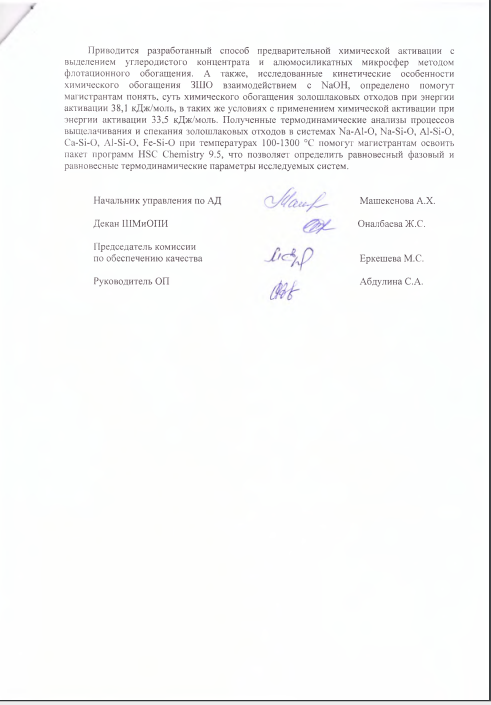 Приводится разработанный способ предварительной химической активации с
выделением углеродистого концентрата и алюмосиликатных микросфер методом
флотационного обогащения. А также, исследованные кинетические особенности
химического обогащения ЗШО взаимодействием с NaOH, определено помогут
магистрантам понять, суть химического обогащения золошлаковых отходов при энергии
активации 38,1 кДж/моль, в таких же условиях с применением химической активации при
энергии активации 33,5 кДж/моль. Полученные термодинамические анализы процессов
выщелачивания и спекания золошлаковых отходов в системах Na-Al-O, Na-Si-O, Al-Si-O,
Ca-Si-O, Al-Si-O, Fe-Si-O при температурах 100-1300 °С помогут магистрантам освоить
пакет программ HSC Chemistry 9.5, что позволяет определить равновесный фазовый и
равновесные термодинамические параметры исследуемых систем.
Начальник управления по АД Машекенова А.Х.
Декан ШМиОПИ Оналбаева Ж.С.
Председатель комиссии
по обеспечению качества Еркешева М.С.
Руководитель ОП Абдулина С.А.